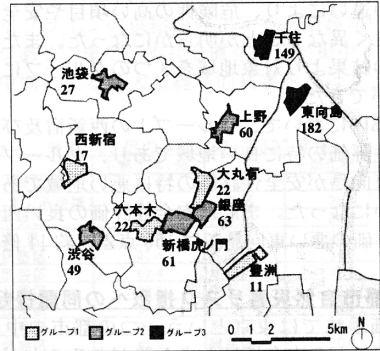 千住
149
池袋
27
東向島
182
上野
60
西新宿
17
大丸有
22
銀座
63
六本木
22
新橋虎ノ門
61
渋谷
49
豊洲
11
グループ1 グループ2 グループ3
0 1 2 5km